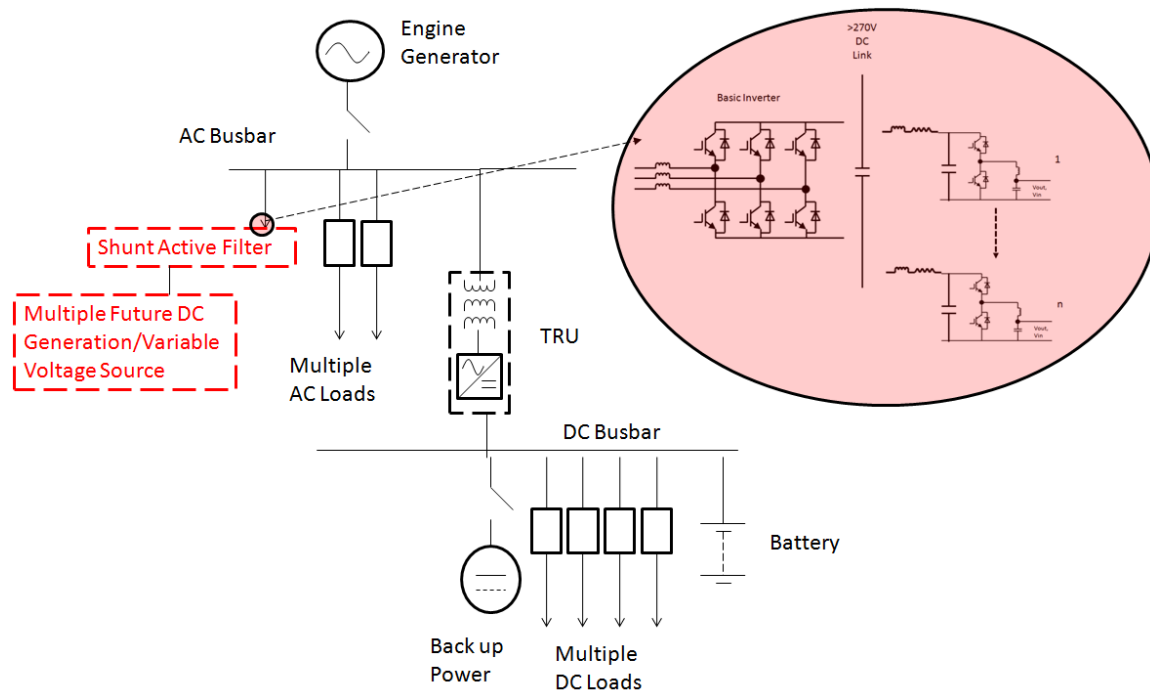 Engine
Generator
>270V
DC
Link
Basic Inverter
AC Busbar
1
Vout,
Vin
Shunt Active Filter
n
Vout,
Vin
Multiple Future DC
Generation/Variable
Voltage Source
Multiple
AC Loads
TRU
DC Busbar
Battery
Back up
Power
Multiple
DC Loads